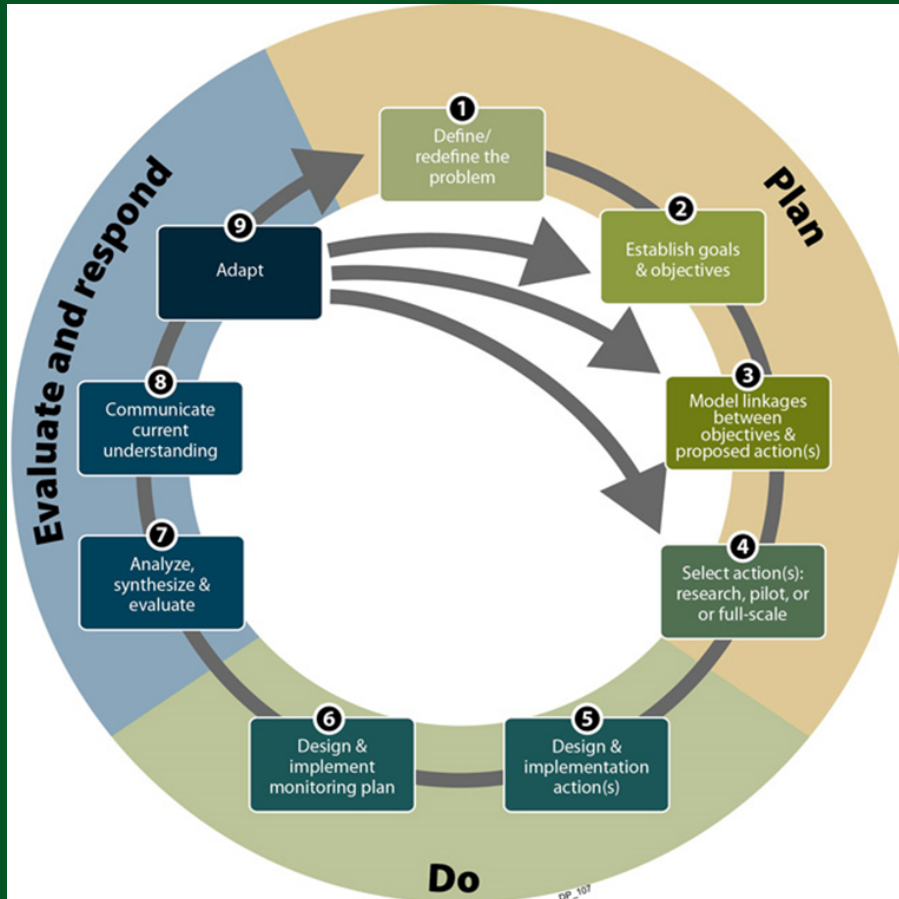 Plan
1
Define/
redefine the
problem
2
Establish goals
& objectives
3
Model linkages
between
objectives &
proposed action(s)
4
Select action(s):
research, pilot, or
or full-scale
Do
5
Design &
implementation
action(s)
6
Design &
implement
monitoring plan
Evaluate and respond
7
Analyze,
synthesize &
evaluate
8
Communicate
current
understanding
9
Adapt
DP_107